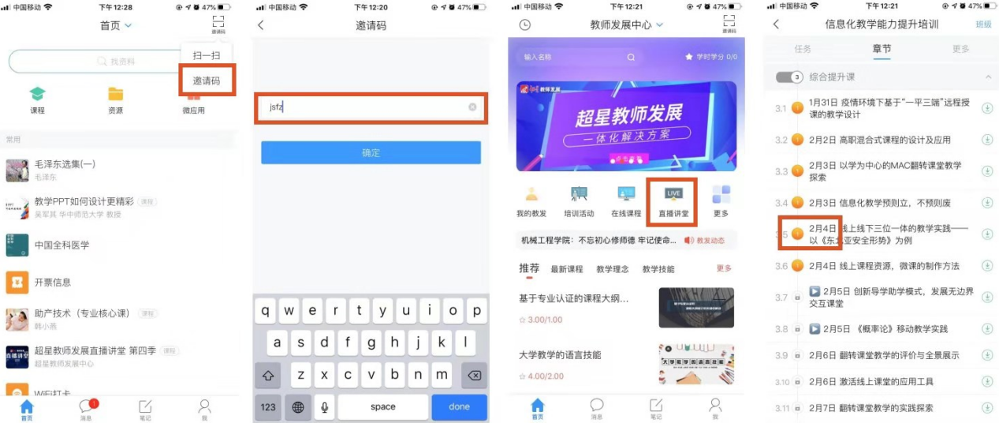 中国移动 下午12:28 47%
首页
邀请码
扫一扫
找资料
邀请码
课程 资源 微应用
常用
毛泽东选集(一)
毛泽东
教学PPT如何设计更精彩 课程
吴军其 华中师范大学 教授
中国全科医学
开票信息
助产技术（专业核心课） 课程
韩小燕
超星教师发展直播讲堂 第四季 课程
超星教师发展中心
WiFi打卡
首页 消息 笔记 我
1
中国移动 下午12:20 47%
邀请码
jsfz
确定
q w e r t y u i o p
a s d f g h j k l
z x c v b n m
123 space done
中国移动 下午12:21 47%
教师发展中心
邀请码
输入名称 学时学分 0/0
教师发展
超星教师发展
一体化解决方案
LIVE
我的教发 培训活动 在线课程 直播讲堂 更多
机械工程学院：不忘初心修师德 牢记使命... 教发动态
推荐 最新课程 教学理念 教学技能 更多
基于专业认证的课程大纲...
3.00/1.00
大学教学的语言技能
大学教学的语言技能
4.00/2.00
首页 消息 笔记 我
中国移动 下午12:21 47%
信息化教学能力提升培训 班级
任务 章节 更多
3 综合提升课
3.1 1月31日 疫情环境下基于“一平三端”远程授
课的教学设计
3.2 2月2日 高职混合式课程的设计及应用
3.3 2月3日 以学为中心的MAC翻转课堂教学
探索
3.4 2月3日 信息化教学预则立，不预则废
3.5 2月4日 线上线下三位一体的教学实践——
以《东北亚安全形势》为例
3.6 2月4日 线上课程资源，微课的制作方法
3.7 2月5日 创新导学助学模式，发展无边界
交互课堂
3.8 2月5日 《概率论》移动教学实践
3.9 2月6日 翻转课堂教学的评价与全景展示
3.10 2月6日 激活线上课堂的应用工具
3.11 2月7日 翻转课堂教学的实践探索